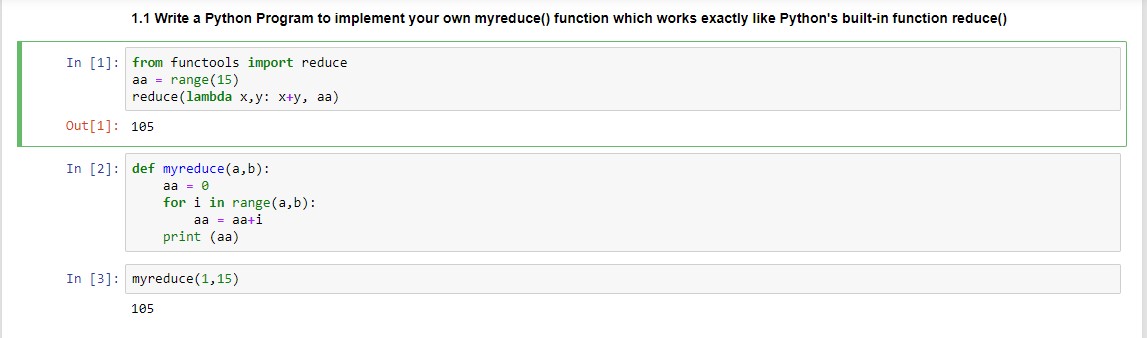 1.1 Write a Python Program to implement your own myreduce() function which works exactly like Python's built-in function reduce()
In [1]: from functools import reduce
aa = range(15)
reduce(lambda x,y: x+y, aa)
Out[1]: 105
In [2]: def myreduce(a,b):
    aa = 0
    for i in range(a,b):
        aa = aa+i
    print (aa)
In [3]: myreduce(1,15)
105